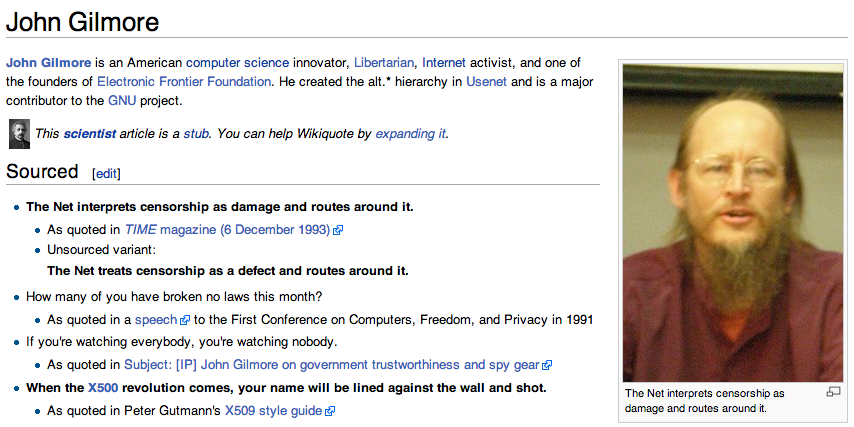 John Gilmore
John Gilmore is an American computer science innovator, Libertarian, Internet activist, and one of
the founders of Electronic Frontier Foundation. He created the alt.* hierarchy in Usenet and is a major
contributor to the GNU project.
This scientist article is a stub. You can help Wikiquote by expanding it.
Sourced [edit]
The Net interprets censorship as damage and routes around it.
As quoted in TIME magazine (6 December 1993)
Unsourced variant:
The Net treats censorship as a defect and routes around it.
How many of you have broken no laws this month?
As quoted in a speech to the First Conference on Computers, Freedom, and Privacy in 1991
If you're watching everybody, you're watching nobody.
As quoted in Subject: [IP] John Gilmore on government trustworthiness and spy gear
When the X500 revolution comes, your name will be lined against the wall and shot.
As quoted in Peter Gutmann's X509 style guide
The Net interprets censorship as
damage and routes around it.